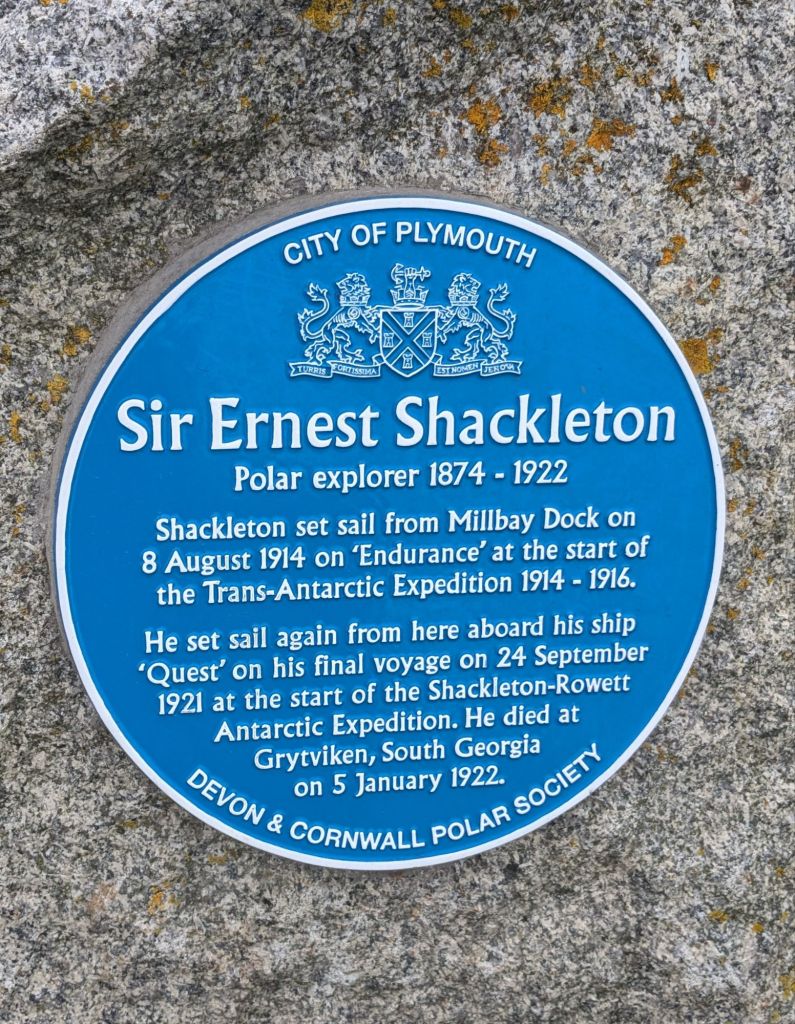 CITY OF PLYMOUTH
TURRIS FORTISSIMA EST NOMEN JEHOVA
Sir Ernest Shackleton
Polar explorer 1874 - 1922
Shackleton set sail from Millbay Dock on
8 August 1914 on ‘Endurance’ at the start of
the Trans-Antarctic Expedition 1914 - 1916.
He set sail again from here aboard his ship
‘Quest’ on his final voyage on 24 September
1921 at the start of the Shackleton-Rowett
Antarctic Expedition. He died at
Grytviken, South Georgia
on 5 January 1922.
DEVON & CORNWALL POLAR SOCIETY